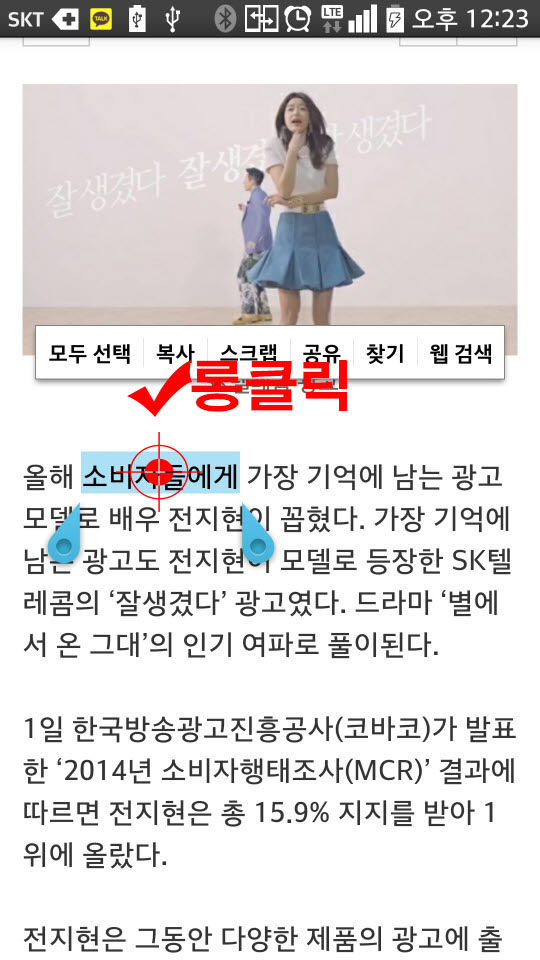 SKT TALK LTE 오후 12:23
잘생겼다 잘생겼다 잘생겼다
모두 선택 복사 스크랩 공유 찾기 웹 검색
롱클릭
올해 소비자들에게 가장 기억에 남는 광고
모델로 배우 전지현이 꼽혔다. 가장 기억에
남는 광고도 전지현이 모델로 등장한 SK텔
레콤의 ‘잘생겼다’ 광고였다. 드라마 ‘별에
서 온 그대’의 인기 여파로 풀이된다.
1일 한국방송광고진흥공사(코바코)가 발표
한 ‘2014년 소비자행태조사(MCR)’ 결과에
따르면 전지현은 총 15.9% 지지를 받아 1
위에 올랐다.
전지현은 그동안 다양한 제품의 광고에 출